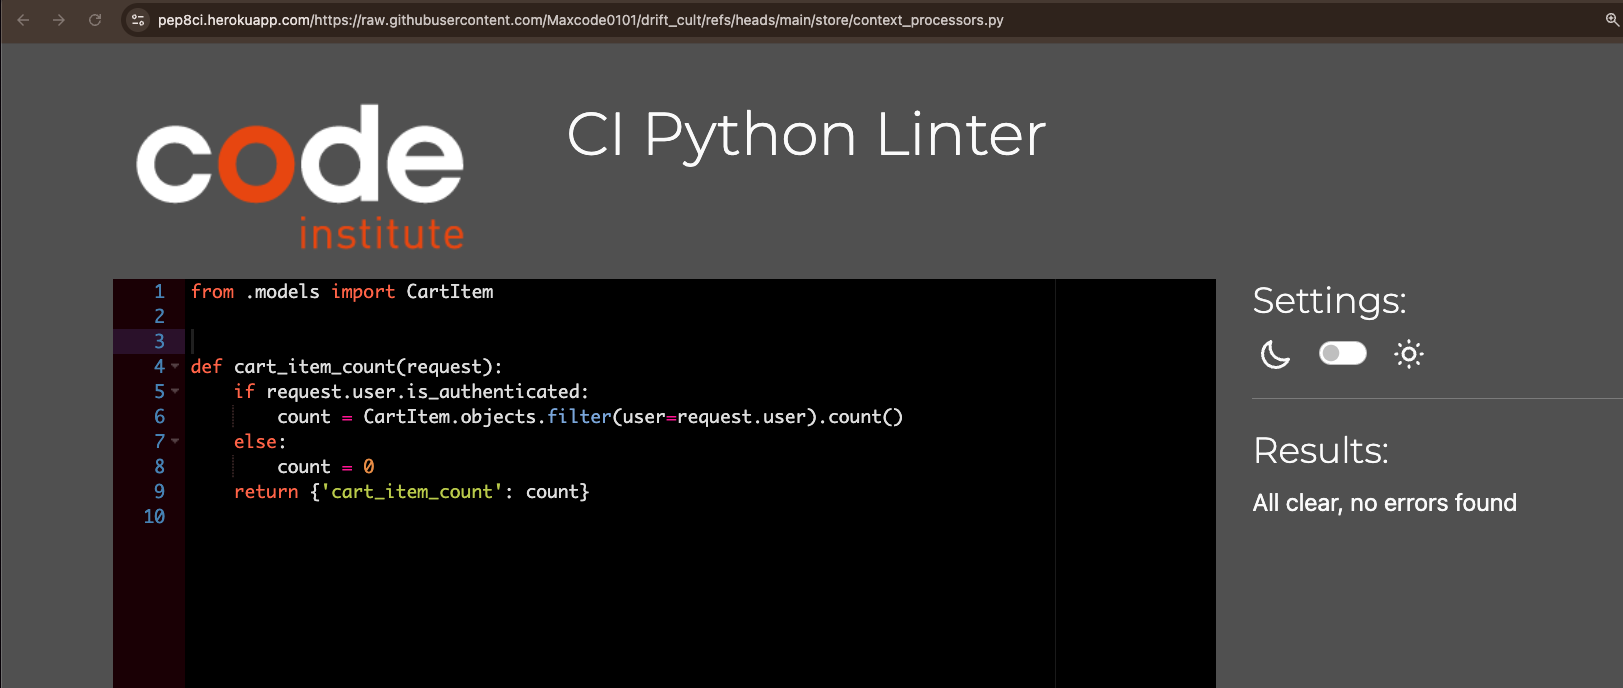 pep8ci.herokuapp.com/https://raw.githubusercontent.com/Maxcode0101/drift_cult/refs/heads/main/store/context_processors.py
code
institute
CI Python Linter
1 from .models import CartItem
2
3
4 def cart_item_count(request):
5     if request.user.is_authenticated:
6         count = CartItem.objects.filter(user=request.user).count()
7     else:
8         count = 0
9     return {'cart_item_count': count}
10
Settings:
Results:
All clear, no errors found